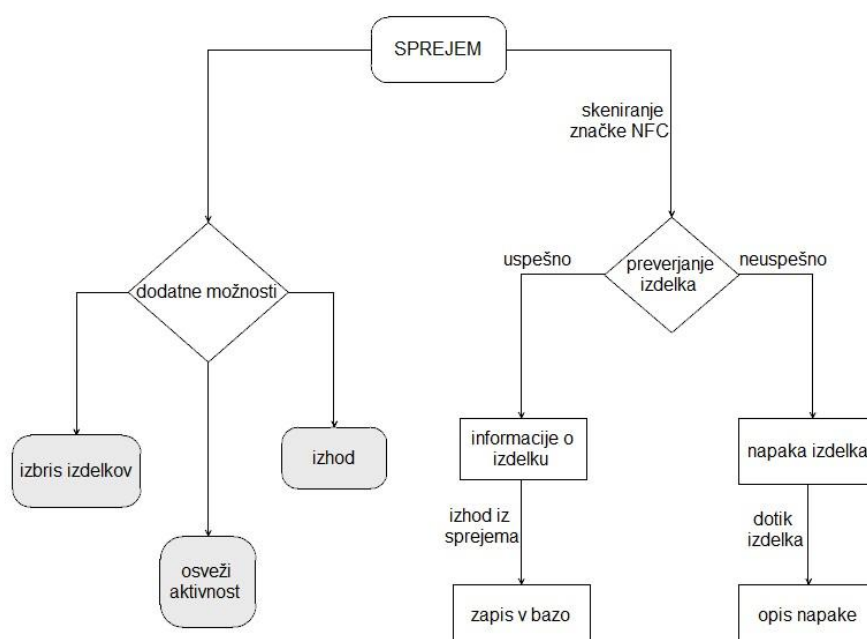 SPREJEM
skeniranje
značke NFC
dodatne možnosti
uspešno
preverjanje
izdelka
neuspešno
izbris izdelkov
izhod
osveži
aktivnost
informacije o
izdelku
napaka izdelka
izhod iz
sprejema
dotik
izdelka
zapis v bazo
opis napake